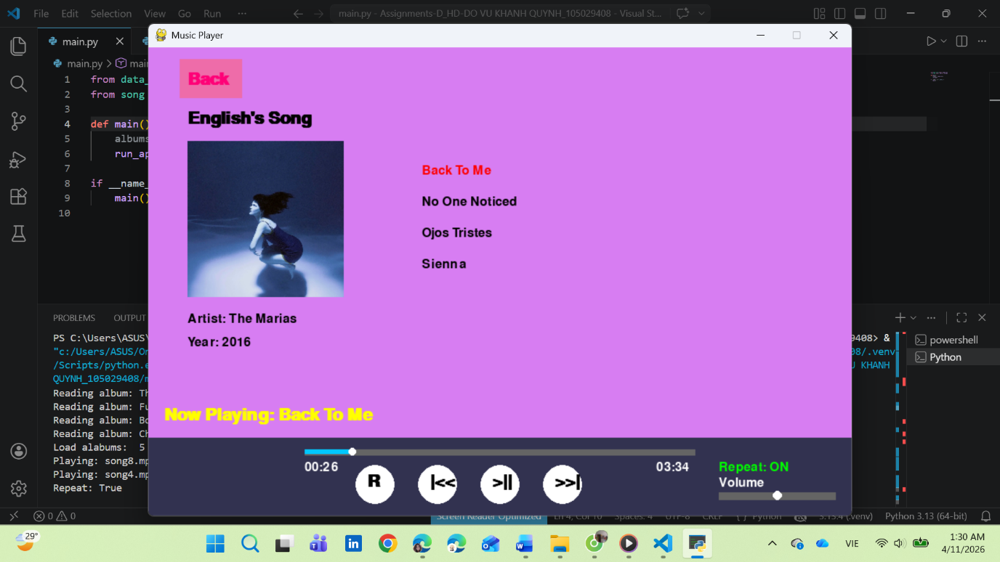 File Edit Selection View Go Run ···
main.py - Assignments-D_HD-DO VU KHANH QUYNH_105029408 - Visual St...
main.py
main.py
1 from data_
2 from song
3
4 def main()
5 albums
6 run_ap
7
8 if __name_
9 main()
10
Music Player
Back
English's Song
Back To Me
No One Noticed
Ojos Tristes
Sienna
Artist: The Marias
Year: 2016
Now Playing: Back To Me
00:26
03:34
R |<< >|| >>|
Repeat: ON
Volume
PROBLEMS OUTPUT
PS C:\Users\ASUS\
"c:/Users/ASUS/On
/Scripts/python.e
QUYNH_105029408/m
Reading album: Th
Reading album: Fu
Reading album: Bo
Reading album: Ch
Load alabums: 5
Playing: song8.mp
Playing: song4.mp
Repeat: True
9408> &
08/.venv
U KHANH
powershell
Python
0 0
Screen Reader Optimized Ln 4, Col 10 Spaces: 4 UTF-8 CRLF {} Python 3.13.4 (.venv) Python 3.13 (64-bit)
29°
VIE
1:30 AM
4/11/2026